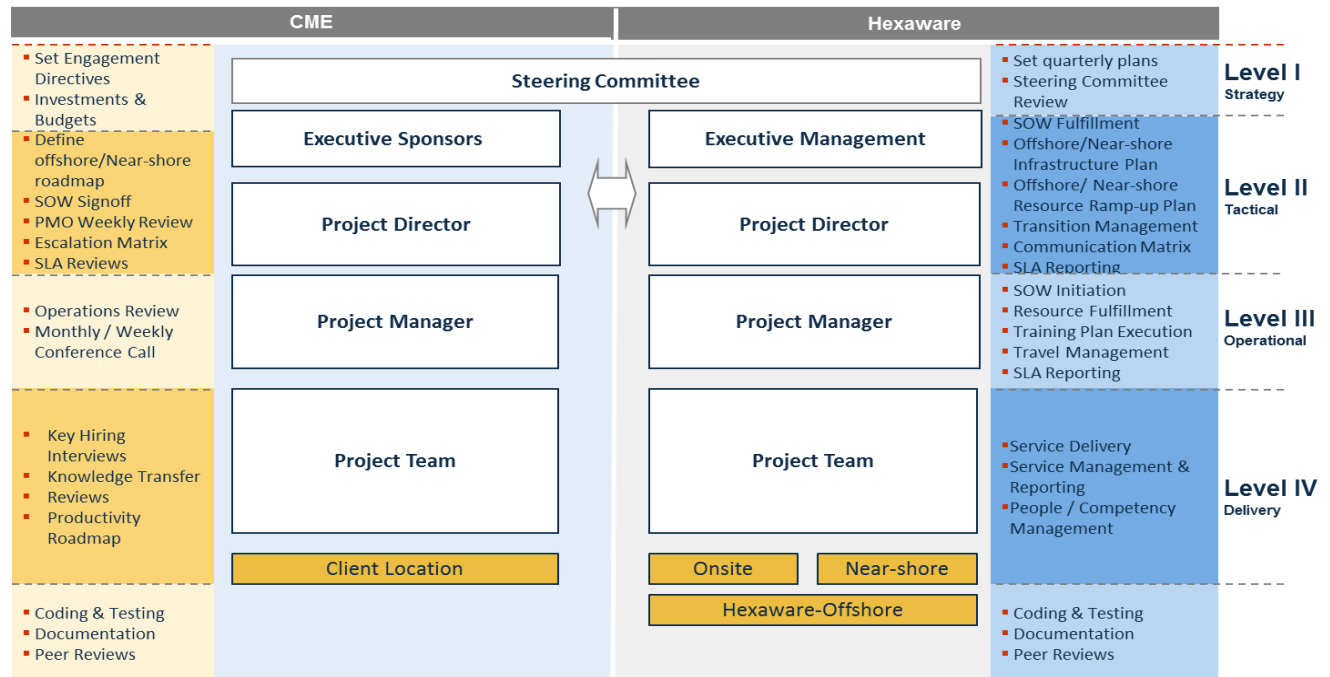 CME
Hexaware
Set Engagement
Directives
Investments &
Budgets
Define
offshore/Near-shore
roadmap
SOW Signoff
PMO Weekly Review
Escalation Matrix
SLA Reviews
Operations Review
Monthly / Weekly
Conference Call
Key Hiring
Interviews
Knowledge Transfer
Reviews
Productivity
Roadmap
Coding & Testing
Documentation
Peer Reviews
Steering Committee
Executive Sponsors
Executive Management
Project Director
Project Director
Project Manager
Project Manager
Project Team
Project Team
Client Location
Onsite
Near-shore
Hexaware-Offshore
Set quarterly plans
Steering Committee
Review
SOW Fulfillment
Offshore/Near-shore
Infrastructure Plan
Offshore/ Near-shore
Resource Ramp-up Plan
Transition Management
Communication Matrix
SLA Reporting
SOW Initiation
Resource Fulfillment
Training Plan Execution
Travel Management
SLA Reporting
Service Delivery
Service Management &
Reporting
People / Competency
Management
Coding & Testing
Documentation
Peer Reviews
Level I
Strategy
Level II
Tactical
Level III
Operational
Level IV
Delivery